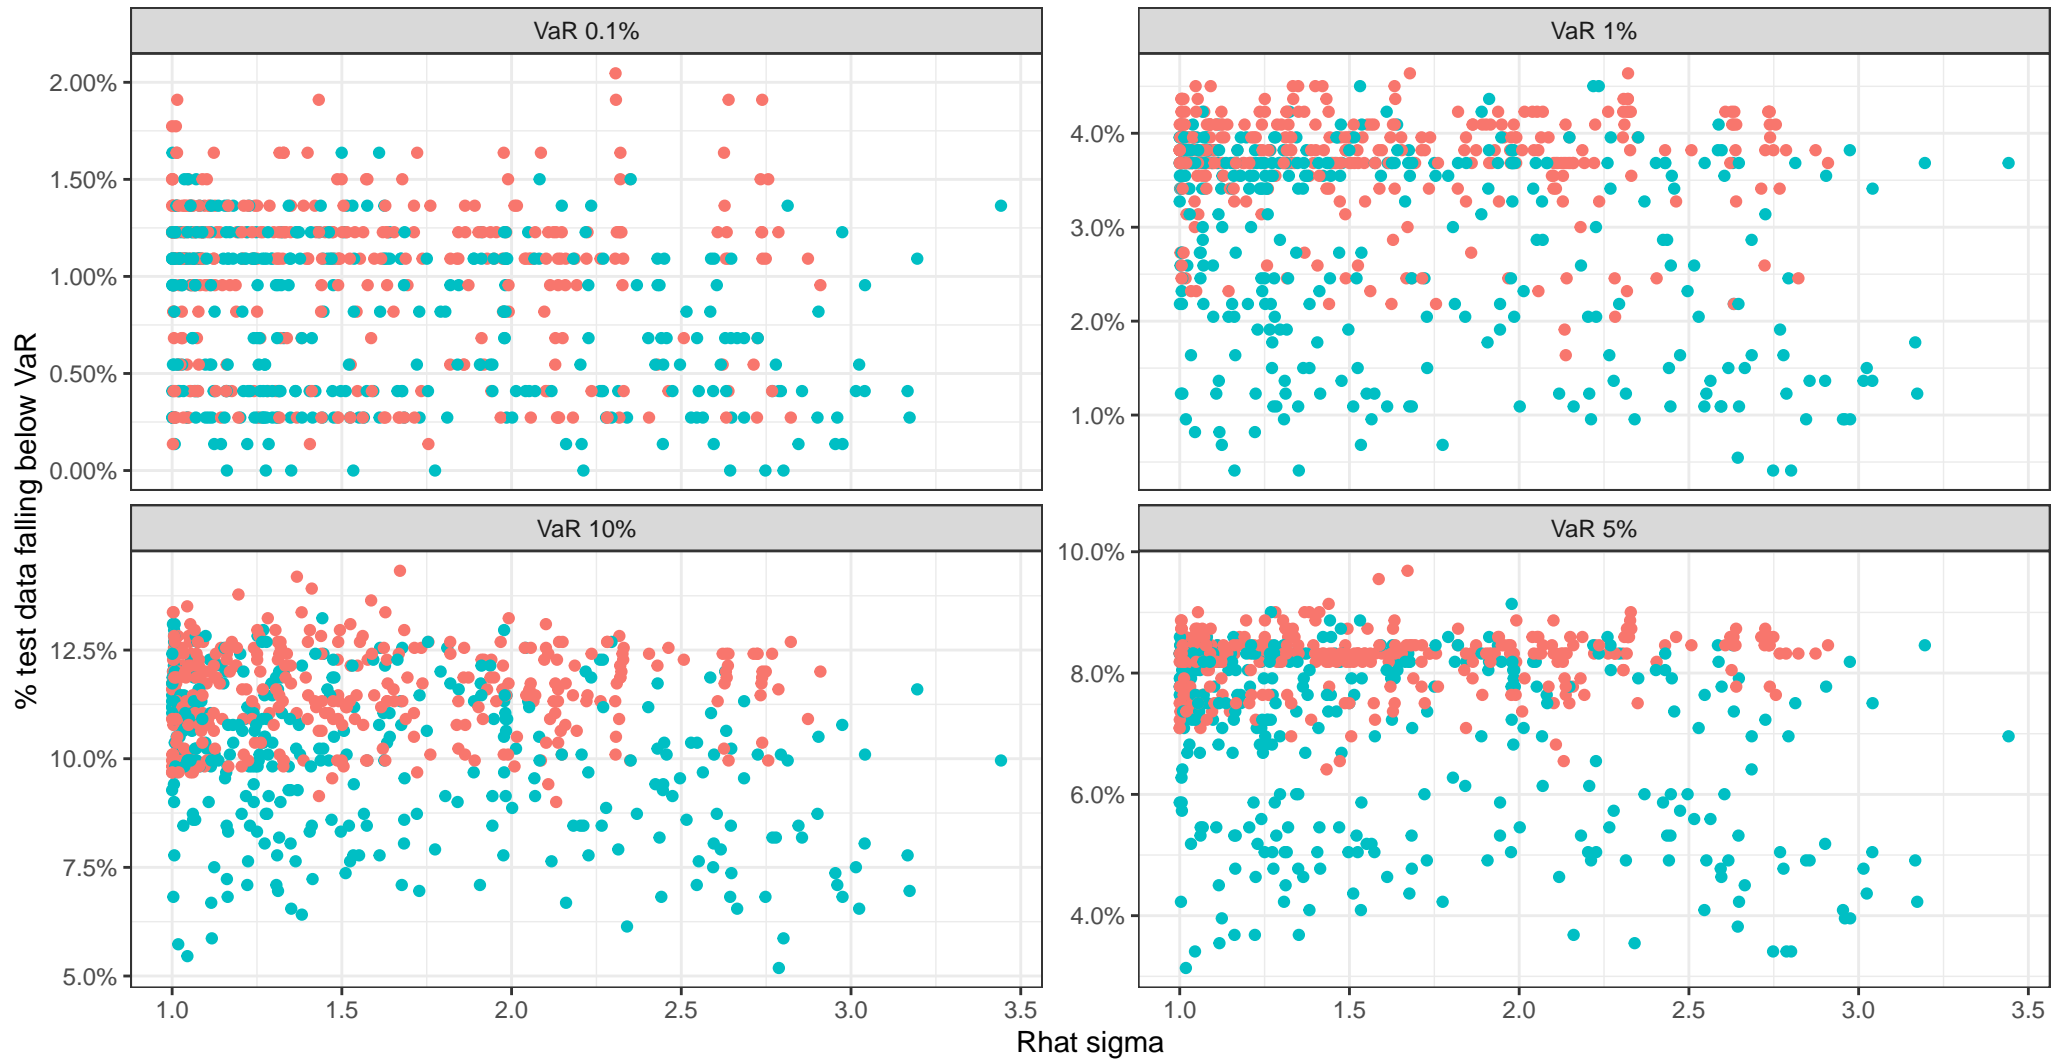 VaR 0.1%
VaR 1%
2.00%
1.50%
1.00%
0.50%
0.00%
4.0%
3.0%
2.0%
1.0%
% test data falling below VaR
VaR 10%
VaR 5%
12.5%
10.0%
7.5%
5.0%
10.0%
8.0%
6.0%
4.0%
1.0 1.5 2.0 2.5 3.0 3.5
1.0 1.5 2.0 2.5 3.0 3.5
Rhat sigma